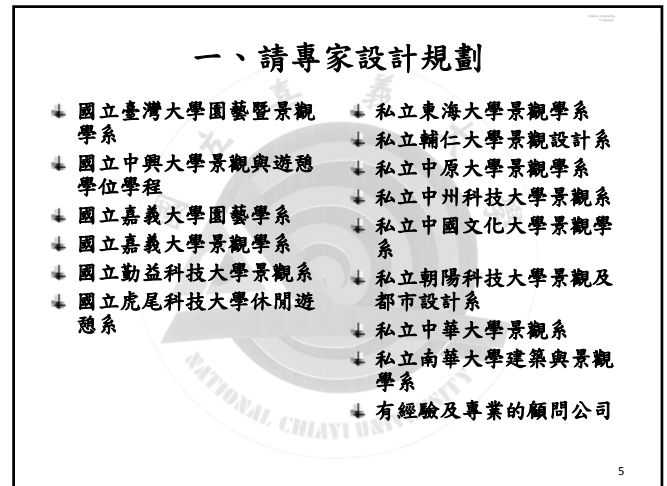 一、請專家設計規劃
國立臺灣大學園藝暨景觀
學系
國立中興大學景觀與遊憩
學位學程
國立嘉義大學園藝學系
國立嘉義大學景觀學系
國立勤益科技大學景觀系
國立虎尾科技大學休閒遊
憩系
私立東海大學景觀學系
私立輔仁大學景觀設計系
私立中原大學景觀學系
私立中州科技大學景觀系
私立中國文化大學景觀學
系
私立朝陽科技大學景觀及
都市設計系
私立中華大學景觀系
私立南華大學建築與景觀
學系
有經驗及專業的顧問公司
NATIONAL CHIAYI UNIVERSITY
5